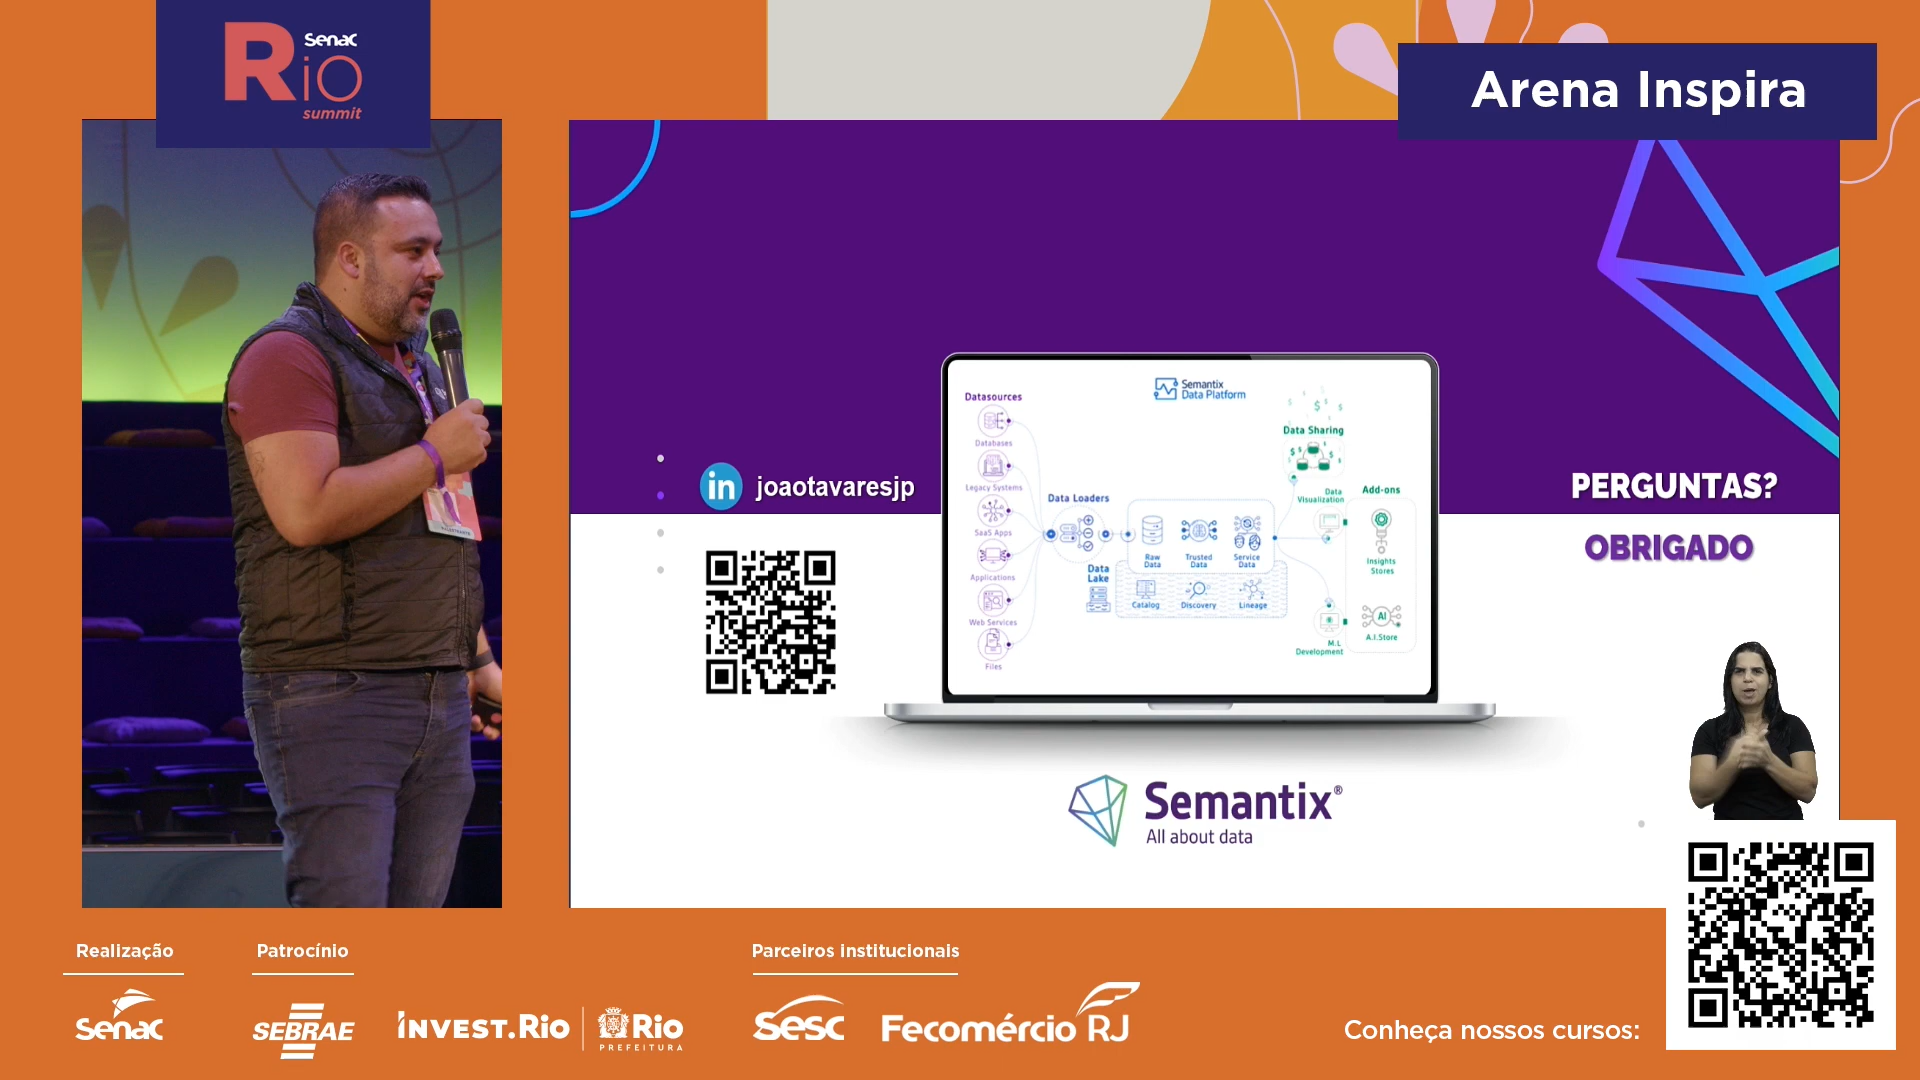 Senac
Rio
summit
Arena Inspira
Semantix
Data Platform
Datasources
Databases
Legacy Systems
SaaS Apps
Applications
Web Services
Files
Data Loaders
Data
Lake
Raw
Data
Trusted
Data
Service
Data
Catalog
Discovery
Lineage
Data Sharing
Data
Visualization
M.L
Development
Add-ons
Insights
Stores
AI
A.I.Store
in joaotavaresjp
PERGUNTAS?
OBRIGADO
Semantix®
All about data
PALESTRANTE
Realização
Senac
Patrocínio
SEBRAE
INVEST.Rio
Rio
PREFEITURA
Parceiros institucionais
Sesc
Fecomércio RJ
Conheça nossos cursos: